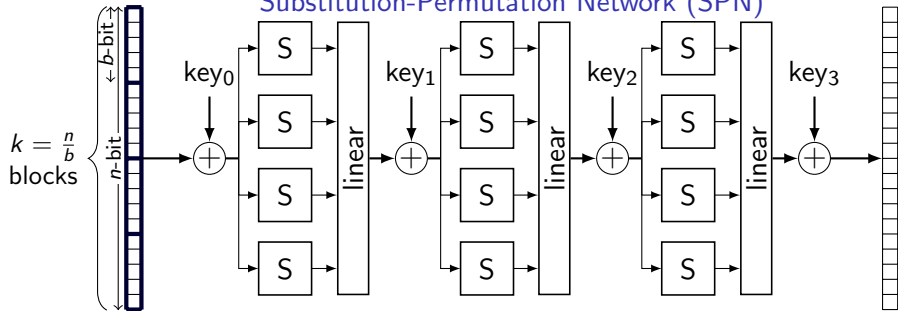 Substitution-Permutation Network (SPN)
b-bit
n-bit
k = n/b
blocks
key₀
key₁
key₂
key₃
S
S
S
S
linear
S
S
S
S
linear
S
S
S
S
linear